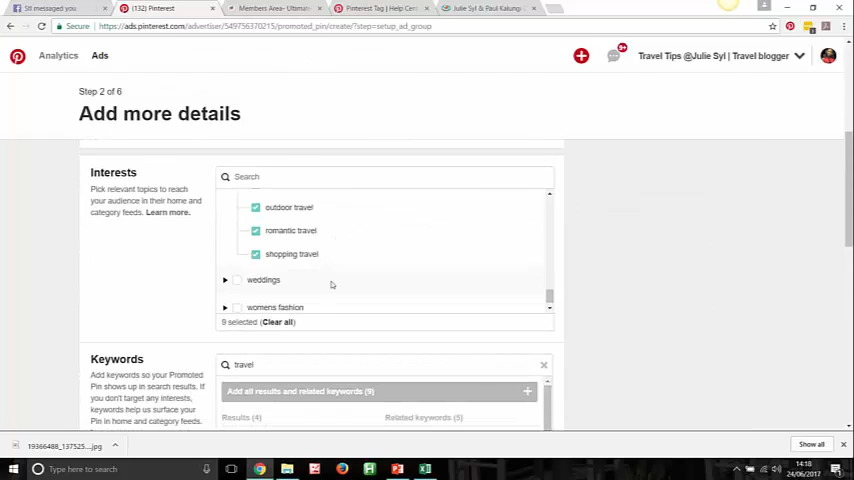 Stl messaged you
(132) Pinterest
Members Area- Ultimate
Pinterest Tag | Help Cent
Julie Syl & Paul Kalung
Secure
https://ads.pinterest.com/advertiser/549756370215/promoted_pin/create/?step=setup_ad_group
Analytics
Ads
9+
Travel Tips @Julie Syl | Travel blogger
Step 2 of 6
Add more details
Interests
Pick relevant topics to reach
your audience in their home and
category feeds. Learn more.
Search
outdoor travel
romantic travel
shopping travel
weddings
womens fashion
9 selected (Clear all)
Keywords
Add keywords so your Promoted
Pin shows up in search results. If
you don't target any interests,
keywords help us surface your
Pin in home and category feeds.
travel
Add all results and related keywords (9)
Results (4)
Related keywords (5)
19366488_137525....jpg
Show all
Type here to search
14:18
24/06/2017